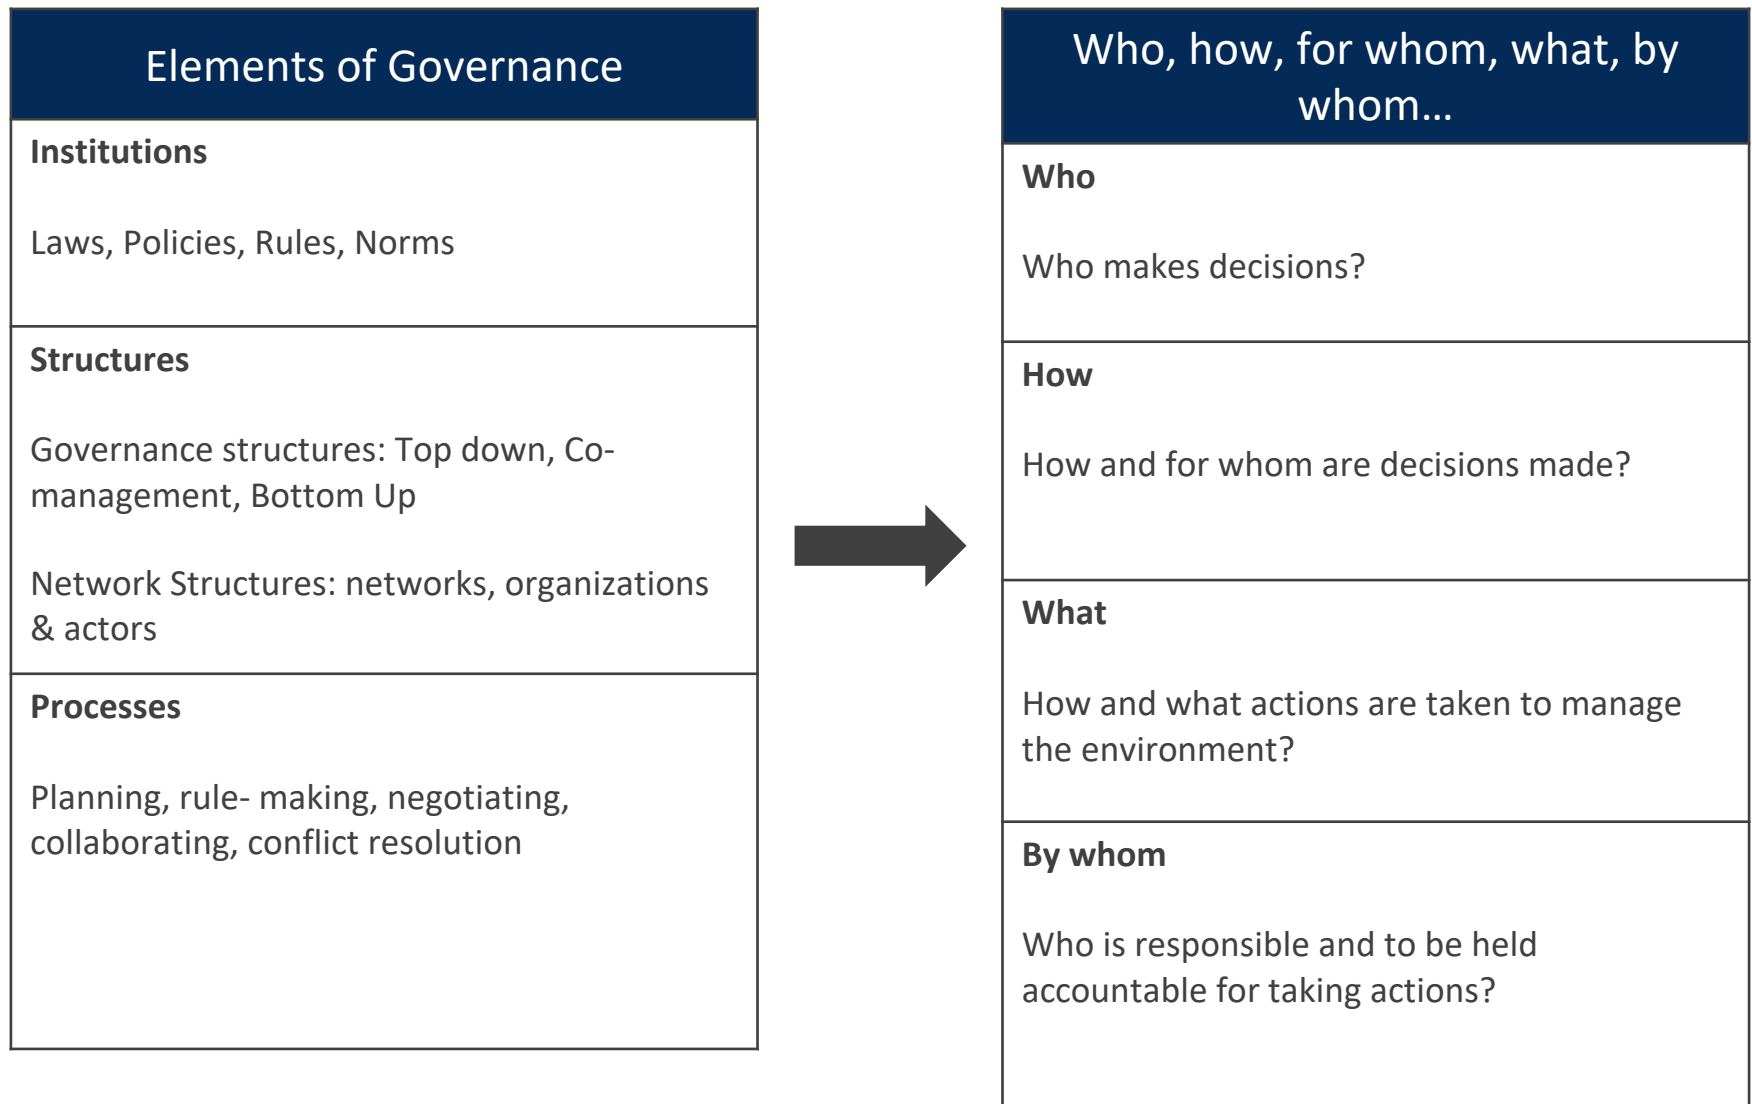 Elements of Governance
Institutions
Laws, Policies, Rules, Norms
Structures
Governance structures: Top down, Co-
management, Bottom Up
Network Structures: networks, organizations
& actors
Processes
Planning, rule- making, negotiating,
collaborating, conflict resolution
Who, how, for whom, what, by
whom…
Who
Who makes decisions?
How
How and for whom are decisions made?
What
How and what actions are taken to manage
the environment?
By whom
Who is responsible and to be held
accountable for taking actions?